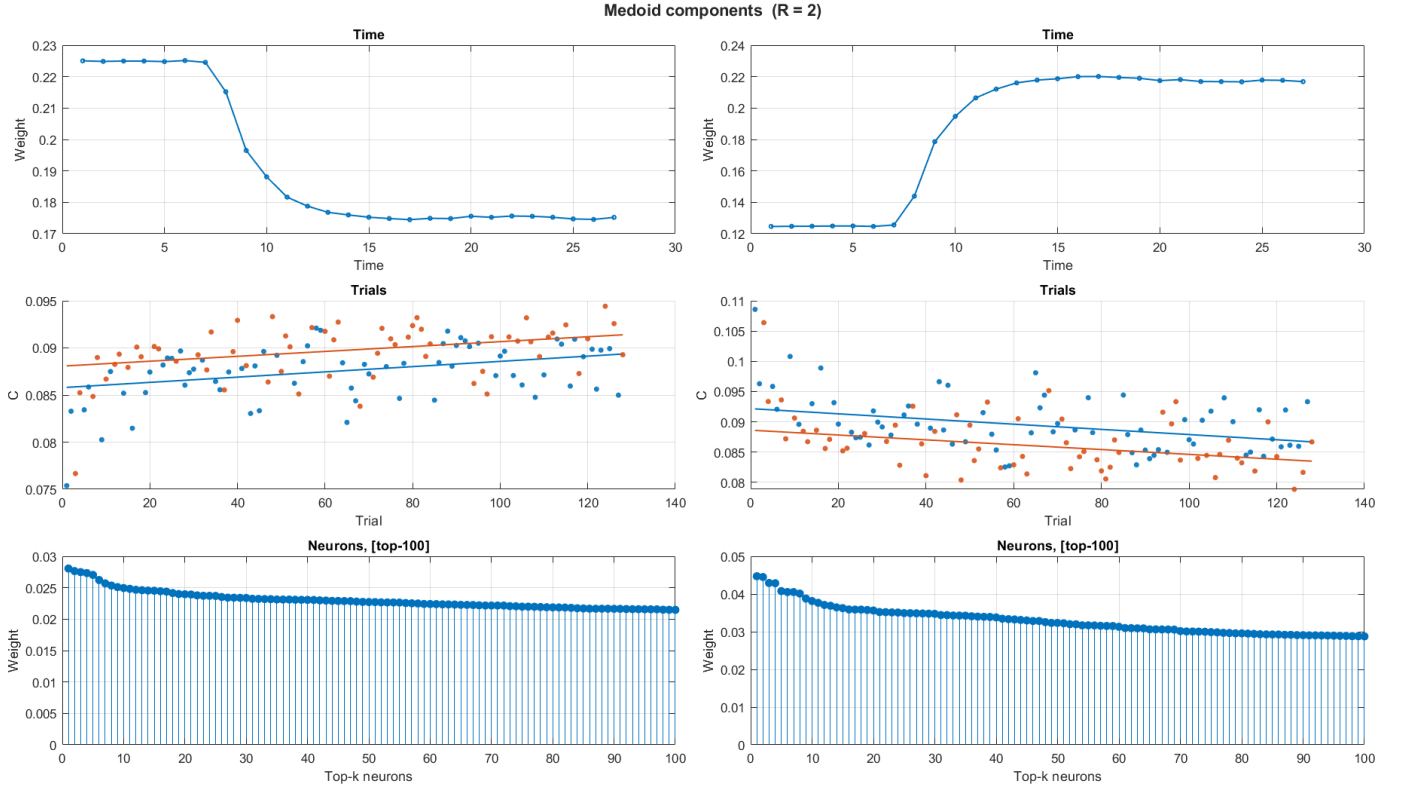 Medoid components  (R = 2)
Time
0.23
0.22
0.21
0.2
0.19
0.18
0.17
Weight
0 5 10 15 20 25 30
Time
Time
0.24
0.22
0.2
0.18
0.16
0.14
0.12
Weight
0 5 10 15 20 25 30
Time
Trials
0.095
0.09
0.085
0.08
0.075
C
0 20 40 60 80 100 120 140
Trial
Trials
0.11
0.105
0.1
0.095
0.09
0.085
0.08
C
0 20 40 60 80 100 120 140
Trial
Neurons, [top-100]
0.03
0.025
0.02
0.015
0.01
0.005
0
Weight
0 10 20 30 40 50 60 70 80 90 100
Top-k neurons
Neurons, [top-100]
0.05
0.04
0.03
0.02
0.01
0
Weight
0 10 20 30 40 50 60 70 80 90 100
Top-k neurons